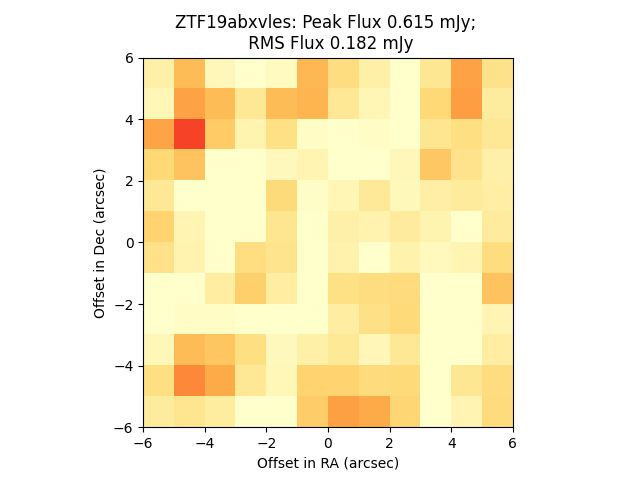 ZTF19abxvles: Peak Flux 0.615 mJy;
RMS Flux 0.182 mJy
6
4
2
0
−2
−4
−6
Offset in Dec (arcsec)
−6 −4 −2 0 2 4 6
Offset in RA (arcsec)